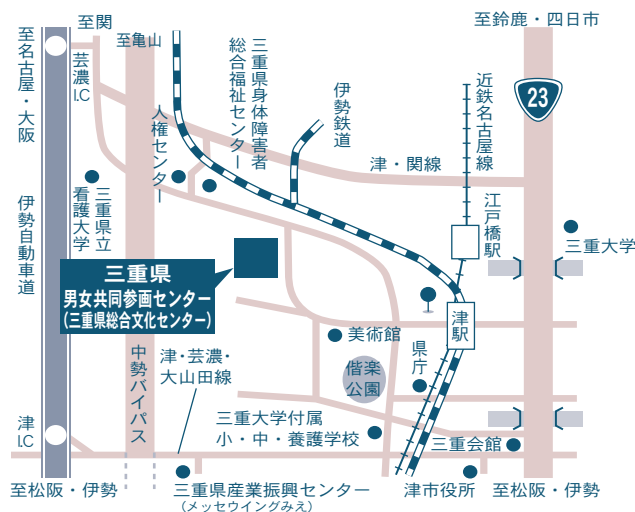 至関
至鈴鹿・四日市
至名古屋・大阪
芸濃
I.C
至亀山
三重県身体障害者
総合福祉センター
人権センター
伊勢鉄道
近鉄名古屋線
23
津・関線
三重県立
看護大学
江戸橋駅
三重大学
伊勢自動車道
三重県
男女共同参画センター
(三重県総合文化センター)
津駅
美術館
県庁
中勢バイパス
津・芸濃・
大山田線
偕楽
公園
三重大学付属
小・中・養護学校
津
I.C
三重会館
至松阪・伊勢
三重県産業振興センター
(メッセウイングみえ)
津市役所
至松阪・伊勢